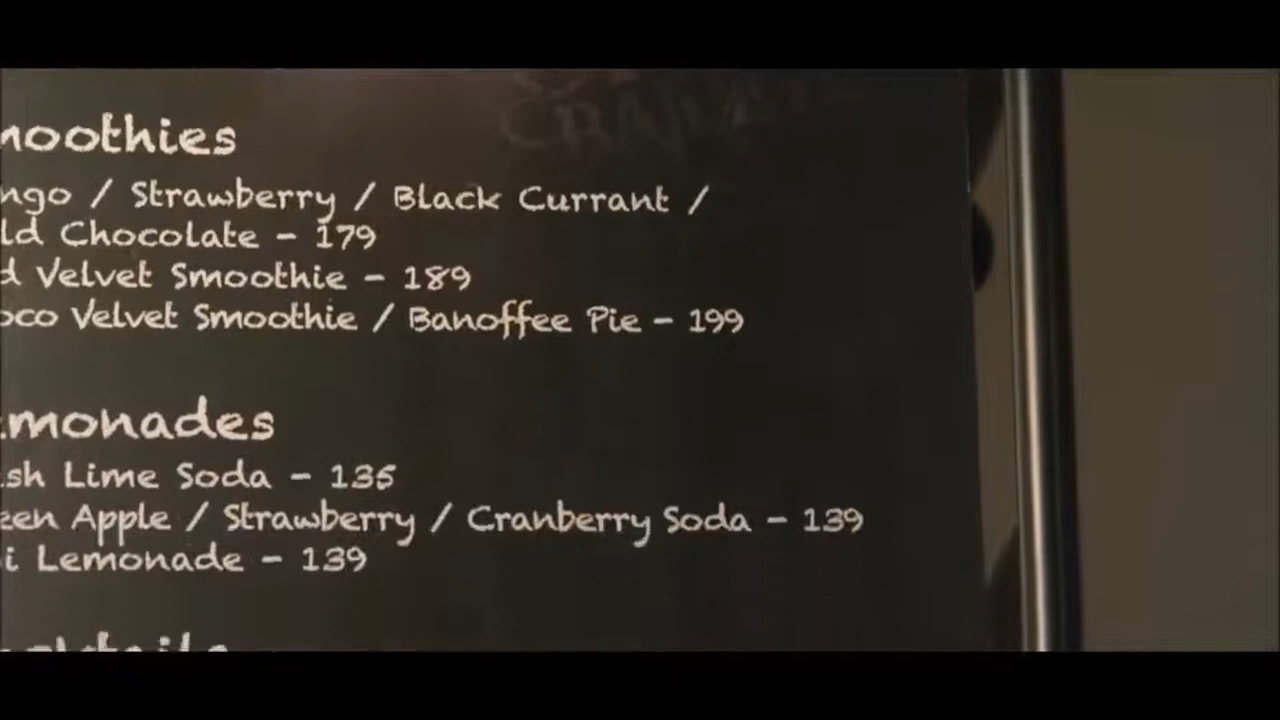 moothies
ngo / Strawberry / Black Currant /
ld Chocolate - 179
d Velvet Smoothie - 189
oco Velvet Smoothie / Banoffee Pie - 199
monades
sh Lime Soda - 135
een Apple / Strawberry / Cranberry Soda - 139
i Lemonade - 139